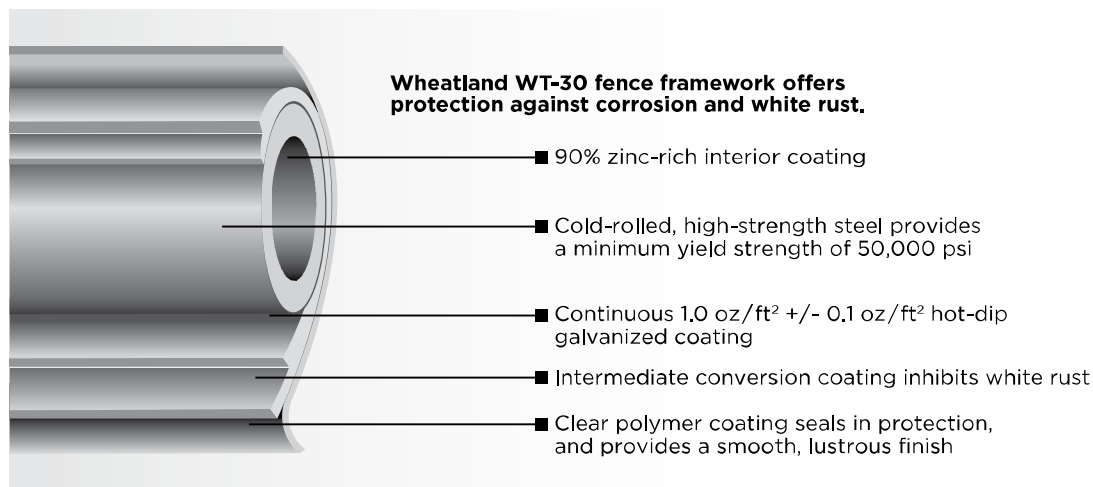 Wheatland WT-30 fence framework offers
protection against corrosion and white rust.
90% zinc-rich interior coating
Cold-rolled, high-strength steel provides
a minimum yield strength of 50,000 psi
Continuous 1.0 oz/ft² +/- 0.1 oz/ft² hot-dip
galvanized coating
Intermediate conversion coating inhibits white rust
Clear polymer coating seals in protection,
and provides a smooth, lustrous finish